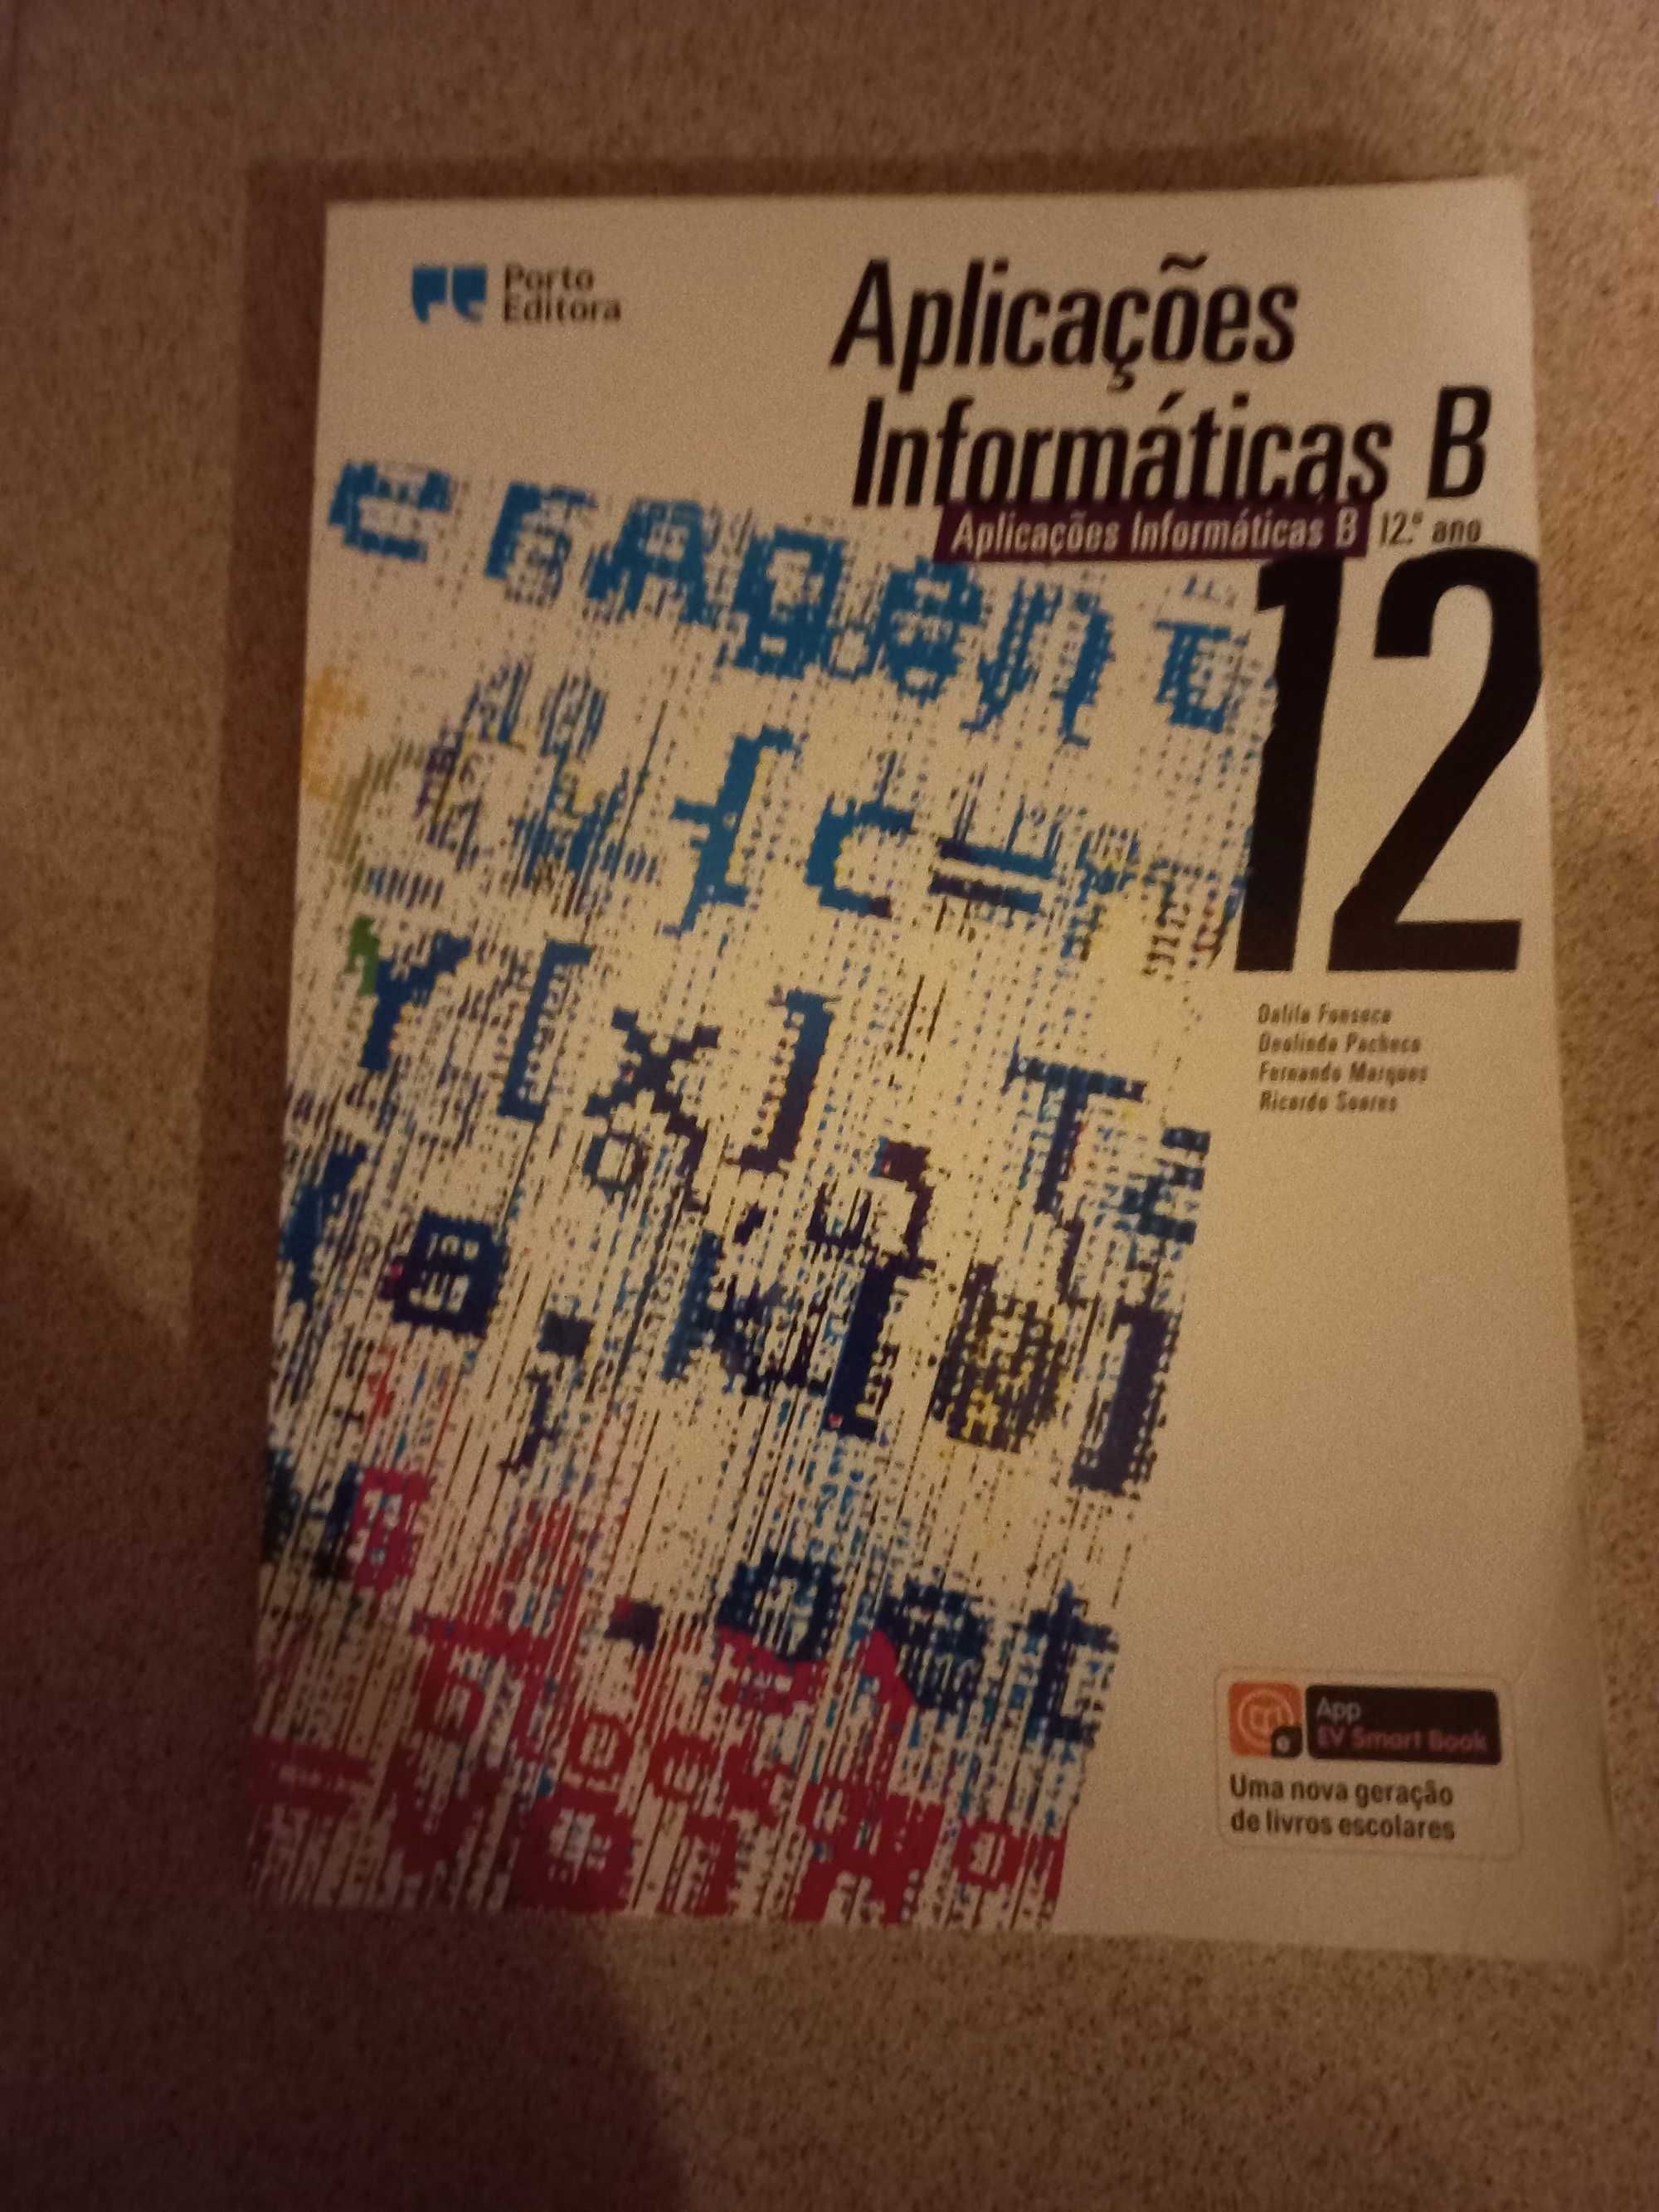 Porto
Editora
Aplicações
Informáticas B
Aplicações Informáticas B 12.º ano
12
Dalila Fonseca
Deolinda Pacheco
Fernando Marques
Ricardo Soares
App
EV Smart Book
Uma nova geração
de livros escolares